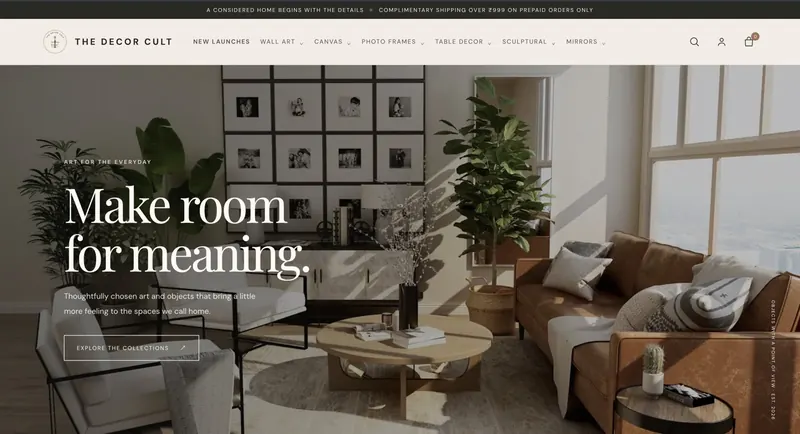 A CONSIDERED HOME BEGINS WITH THE DETAILS • COMPLIMENTARY SHIPPING OVER ₹999 ON PREPAID ORDERS ONLY
THE DECOR CULT NEW LAUNCHES WALL ART CANVAS PHOTO FRAMES TABLE DECOR SCULPTURAL MIRRORS
ART FOR THE EVERYDAY
Make room
for meaning.
Thoughtfully chosen art and objects that bring a little
more feeling to the spaces we call home.
EXPLORE THE COLLECTIONS ↗
OBJECTS WITH A POINT OF VIEW · EST. 2026